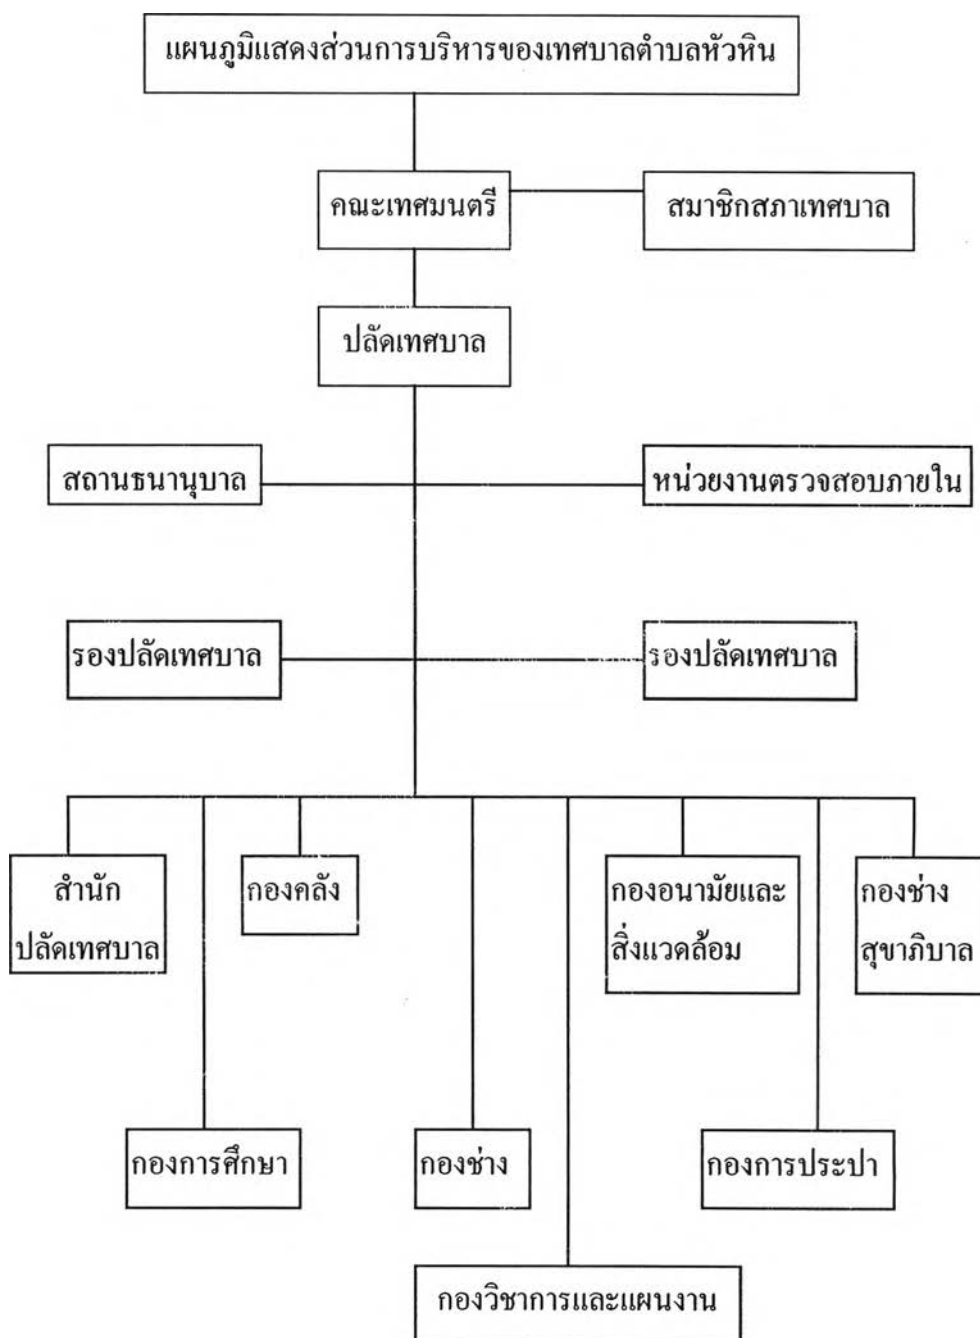 แผนภูมิแสดงส่วนการบริหารของเทศบาลตำบลหัวหิน
คณะเทศมนตรี
สมาชิกสภาเทศบาล
ปลัดเทศบาล
สถานธนานุบาล
หน่วยงานตรวจสอบภายใน
รองปลัดเทศบาล
รองปลัดเทศบาล
สำนัก
ปลัดเทศบาล
กองคลัง
กองอนามัยและ
สิ่งแวดล้อม
กองช่าง
สุขาภิบาล
กองการศึกษา
กองช่าง
กองการประปา
กองวิชาการและแผนงาน